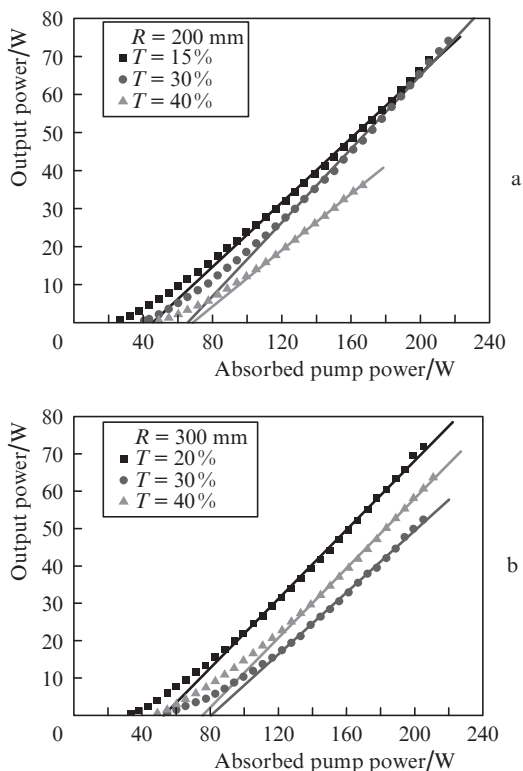 Output power/W
80
70
60
50
40
30
20
10
0
R = 200 mm
T = 15%
T = 30%
T = 40%
40 80 120 160 200 240
Absorbed pump power/W
a
Output power/W
80
70
60
50
40
30
20
10
0
R = 300 mm
T = 20%
T = 30%
T = 40%
40 80 120 160 200 240
Absorbed pump power/W
b